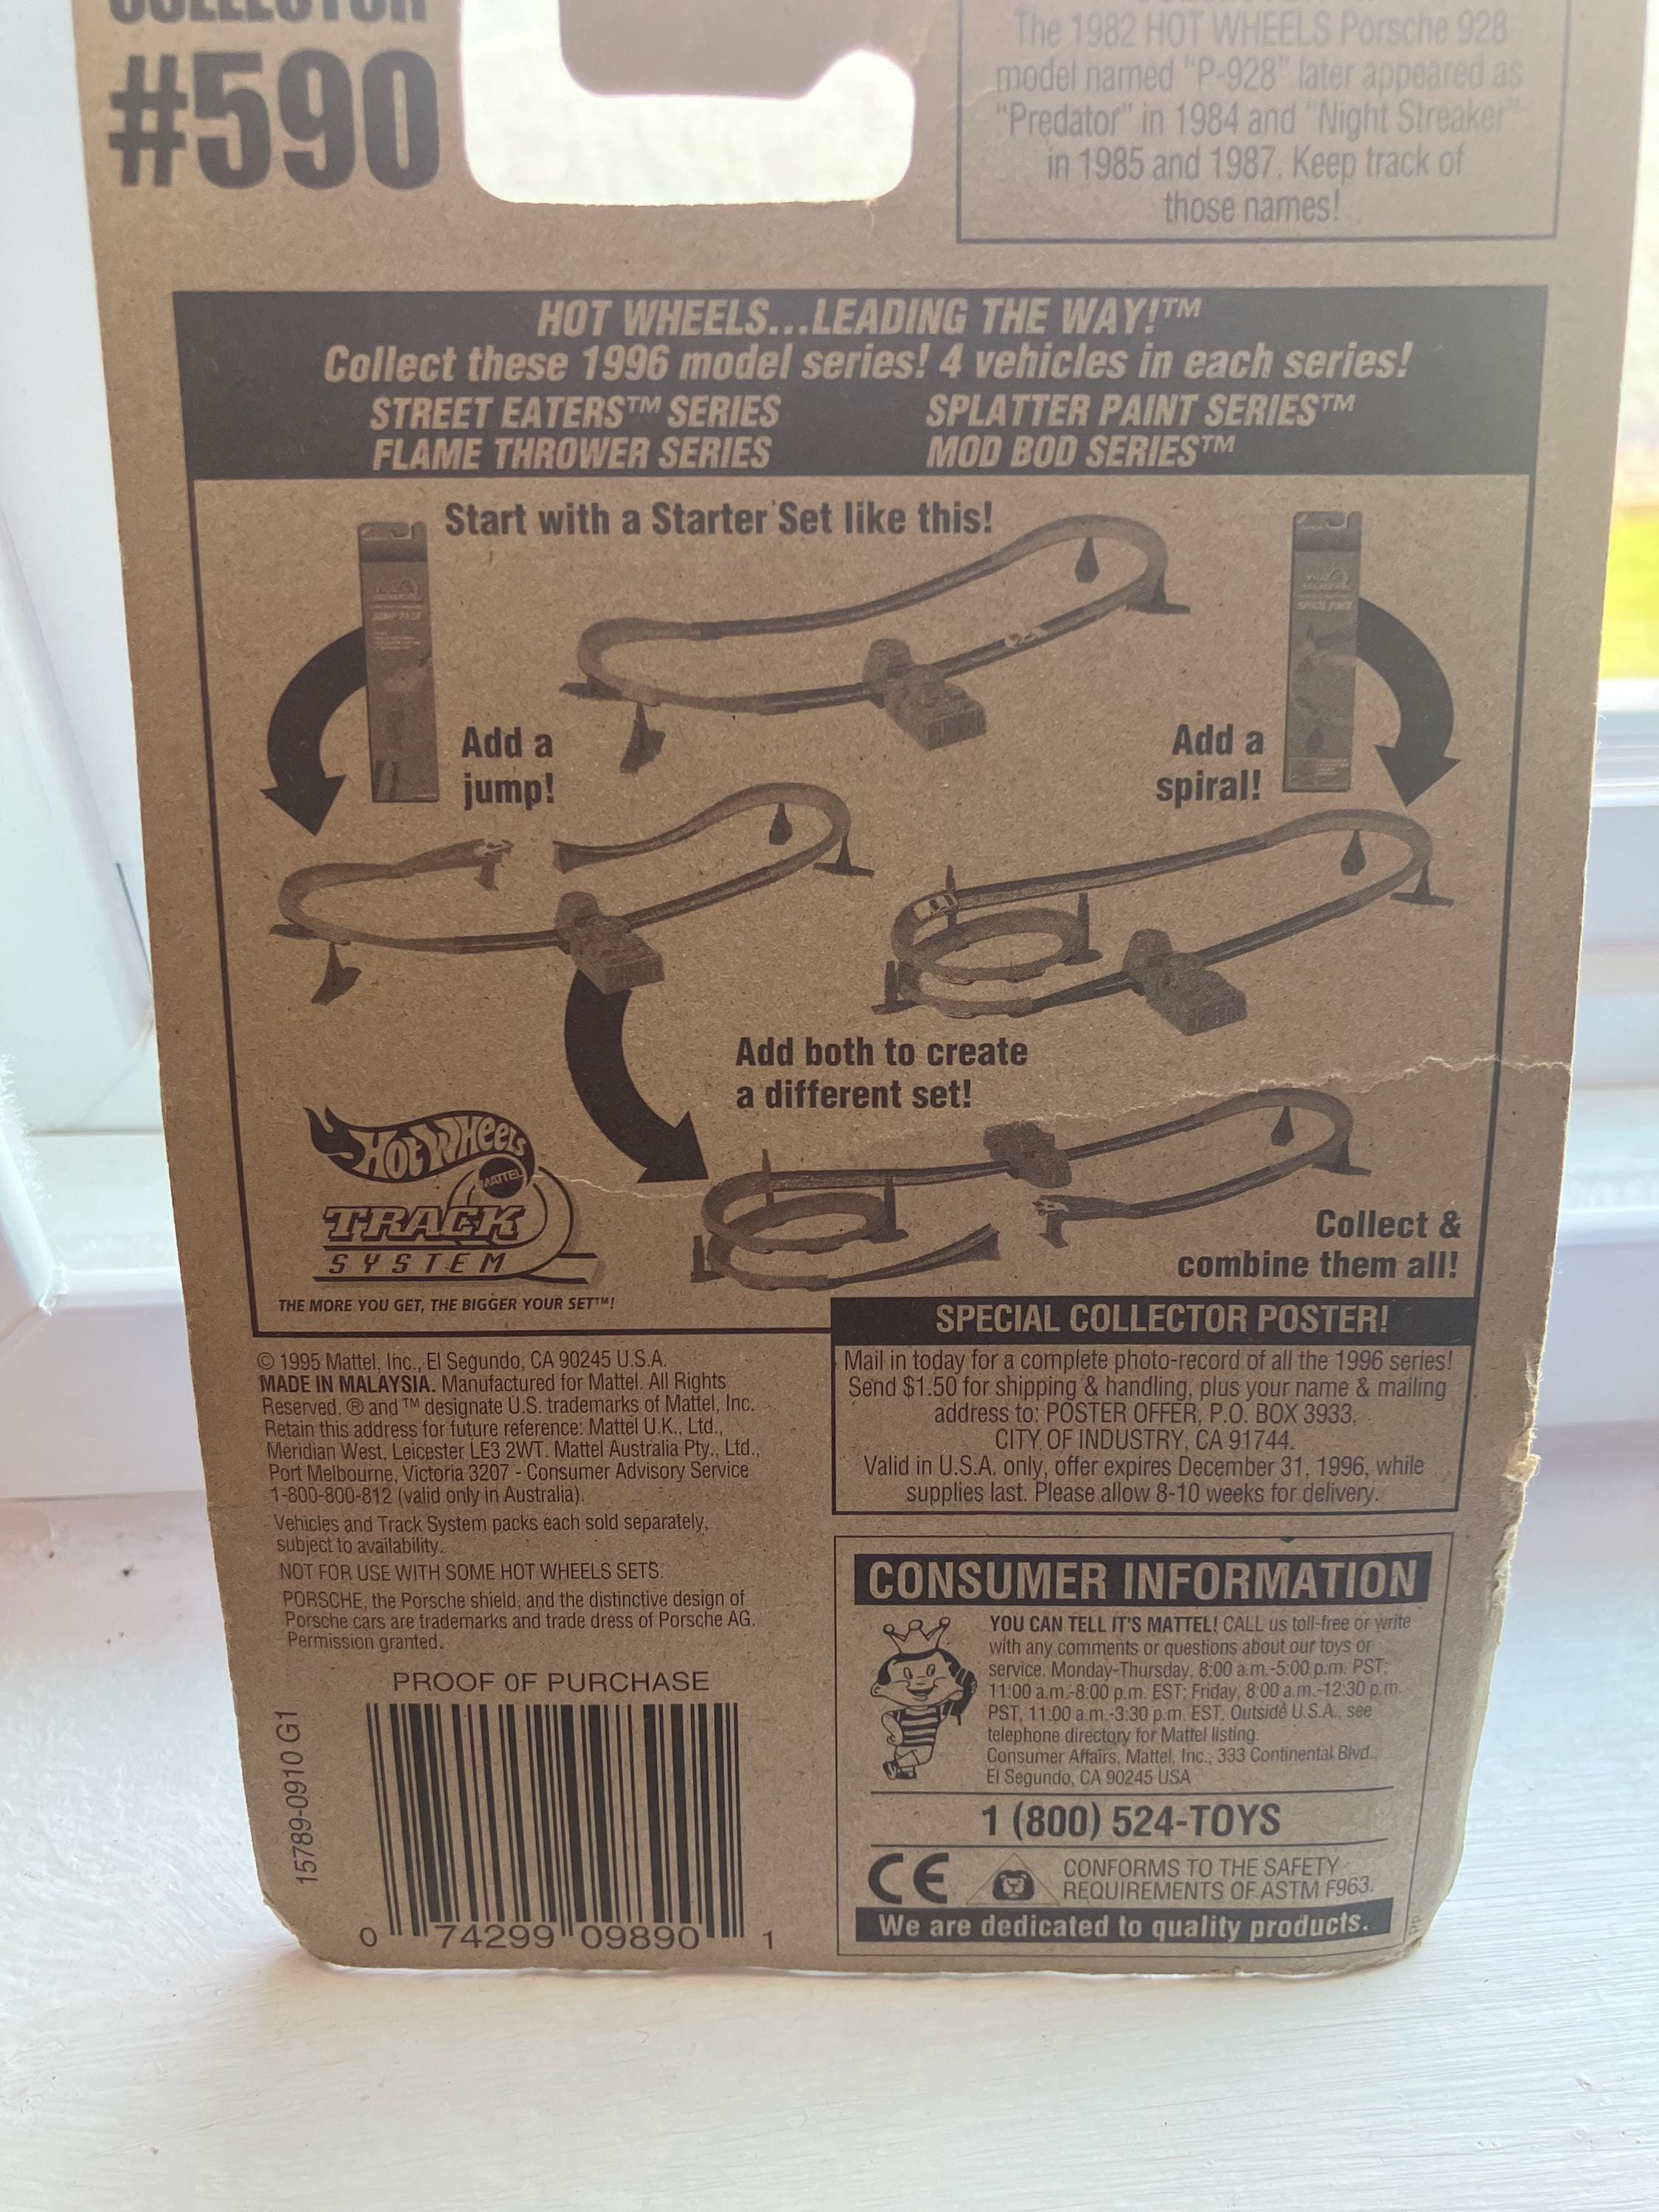 COLLECTOR
#590
The 1982 HOT WHEELS Porsche 928
model named "P-928" later appeared as
"Predator" in 1984 and "Night Streaker"
in 1985 and 1987. Keep track of
those names!
HOT WHEELS...LEADING THE WAY!™
Collect these 1996 model series! 4 vehicles in each series!
STREET EATERS™ SERIES
SPLATTER PAINT SERIES™
FLAME THROWER SERIES
MOD BOD SERIES™
Start with a Starter Set like this!
JUMP PACK
Add a
jump!
Add a
spiral!
Add both to create
a different set!
Hot Wheels
MATTEL
TRACK
SYSTEM
THE MORE YOU GET, THE BIGGER YOUR SET™!
Collect &
combine them all!
SPECIAL COLLECTOR POSTER!
Mail in today for a complete photo-record of all the 1996 series!
Send $1.50 for shipping & handling, plus your name & mailing
address to: POSTER OFFER, P.O. BOX 3933,
CITY OF INDUSTRY, CA 91744.
Valid in U.S.A. only, offer expires December 31, 1996, while
supplies last. Please allow 8-10 weeks for delivery.
© 1995 Mattel, Inc., El Segundo, CA 90245 U.S.A.
MADE IN MALAYSIA. Manufactured for Mattel. All Rights
Reserved. ® and ™ designate U.S. trademarks of Mattel, Inc.
Retain this address for future reference: Mattel U.K., Ltd.,
Meridian West, Leicester LE3 2WT. Mattel Australia Pty., Ltd.,
Port Melbourne, Victoria 3207 - Consumer Advisory Service
1-800-800-812 (valid only in Australia).
Vehicles and Track System packs each sold separately,
subject to availability.
NOT FOR USE WITH SOME HOT WHEELS SETS.
PORSCHE, the Porsche shield, and the distinctive design of
Porsche cars are trademarks and trade dress of Porsche AG.
Permission granted.
PROOF OF PURCHASE
15789-0910 G1
0 74299 09890 1
CONSUMER INFORMATION
YOU CAN TELL IT'S MATTEL! CALL us toll-free or write
with any comments or questions about our toys or
service. Monday-Thursday, 8:00 a.m.-5:00 p.m. PST;
11:00 a.m.-8:00 p.m. EST; Friday, 8:00 a.m.-12:30 p.m.
PST, 11:00 a.m.-3:30 p.m. EST. Outside U.S.A., see
telephone directory for Mattel listing.
Consumer Affairs, Mattel, Inc., 333 Continental Blvd.,
El Segundo, CA 90245 USA
1 (800) 524-TOYS
CE
CONFORMS TO THE SAFETY
REQUIREMENTS OF ASTM F963.
We are dedicated to quality products.